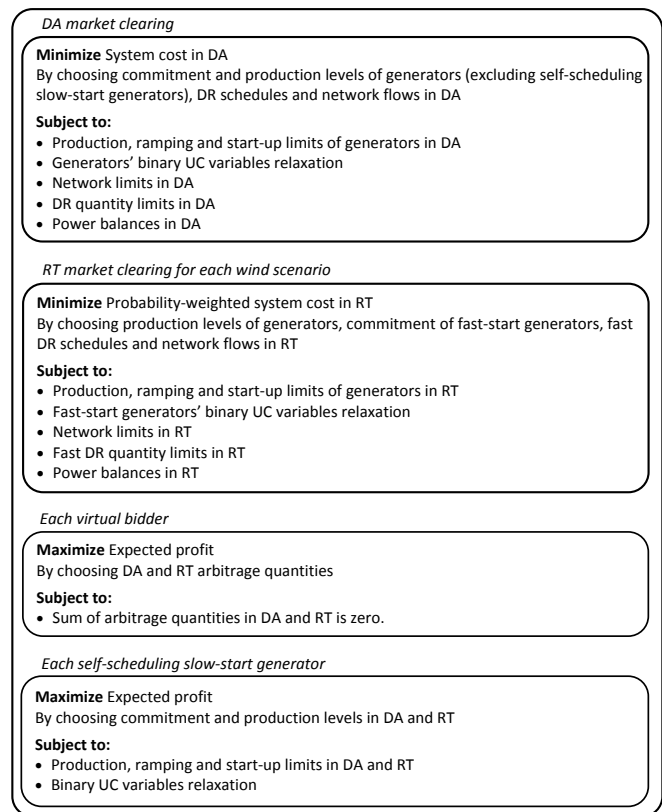 DA market clearing
Minimize System cost in DA
By choosing commitment and production levels of generators (excluding self-scheduling
slow-start generators), DR schedules and network flows in DA
Subject to:
• Production, ramping and start-up limits of generators in DA
• Generators’ binary UC variables relaxation
• Network limits in DA
• DR quantity limits in DA
• Power balances in DA
RT market clearing for each wind scenario
Minimize Probability-weighted system cost in RT
By choosing production levels of generators, commitment of fast-start generators, fast
DR schedules and network flows in RT
Subject to:
• Production, ramping and start-up limits of generators in RT
• Fast-start generators’ binary UC variables relaxation
• Network limits in RT
• Fast DR quantity limits in RT
• Power balances in RT
Each virtual bidder
Maximize Expected profit
By choosing DA and RT arbitrage quantities
Subject to:
• Sum of arbitrage quantities in DA and RT is zero.
Each self-scheduling slow-start generator
Maximize Expected profit
By choosing commitment and production levels in DA and RT
Subject to:
• Production, ramping and start-up limits in DA and RT
• Binary UC variables relaxation